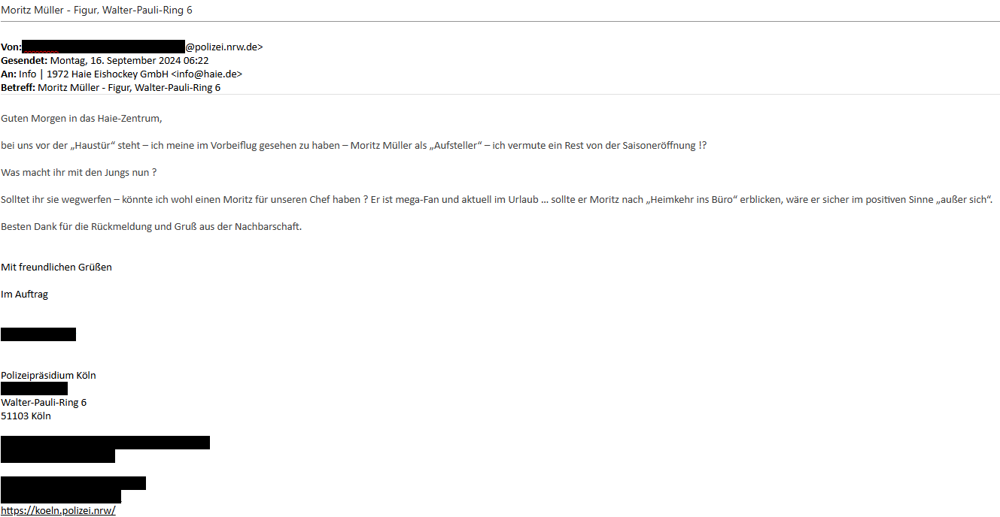 Moritz Müller - Figur, Walter-Pauli-Ring 6
Von: @polizei.nrw.de>
Gesendet: Montag, 16. September 2024 06:22
An: Info | 1972 Haie Eishockey GmbH <info@haie.de>
Betreff: Moritz Müller - Figur, Walter-Pauli-Ring 6
Guten Morgen in das Haie-Zentrum,
bei uns vor der „Haustür“ steht – ich meine im Vorbeiflug gesehen zu haben – Moritz Müller als „Aufsteller“ – ich vermute ein Rest von der Saisoneröffnung !?
Was macht ihr mit den Jungs nun ?
Solltet ihr sie wegwerfen – könnte ich wohl einen Moritz für unseren Chef haben ? Er ist mega-Fan und aktuell im Urlaub … sollte er Moritz nach „Heimkehr ins Büro“ erblicken, wäre er sicher im positiven Sinne „außer sich“.
Besten Dank für die Rückmeldung und Gruß aus der Nachbarschaft.
Mit freundlichen Grüßen
Im Auftrag
Polizeipräsidium Köln
Walter-Pauli-Ring 6
51103 Köln
https://koeln.polizei.nrw/